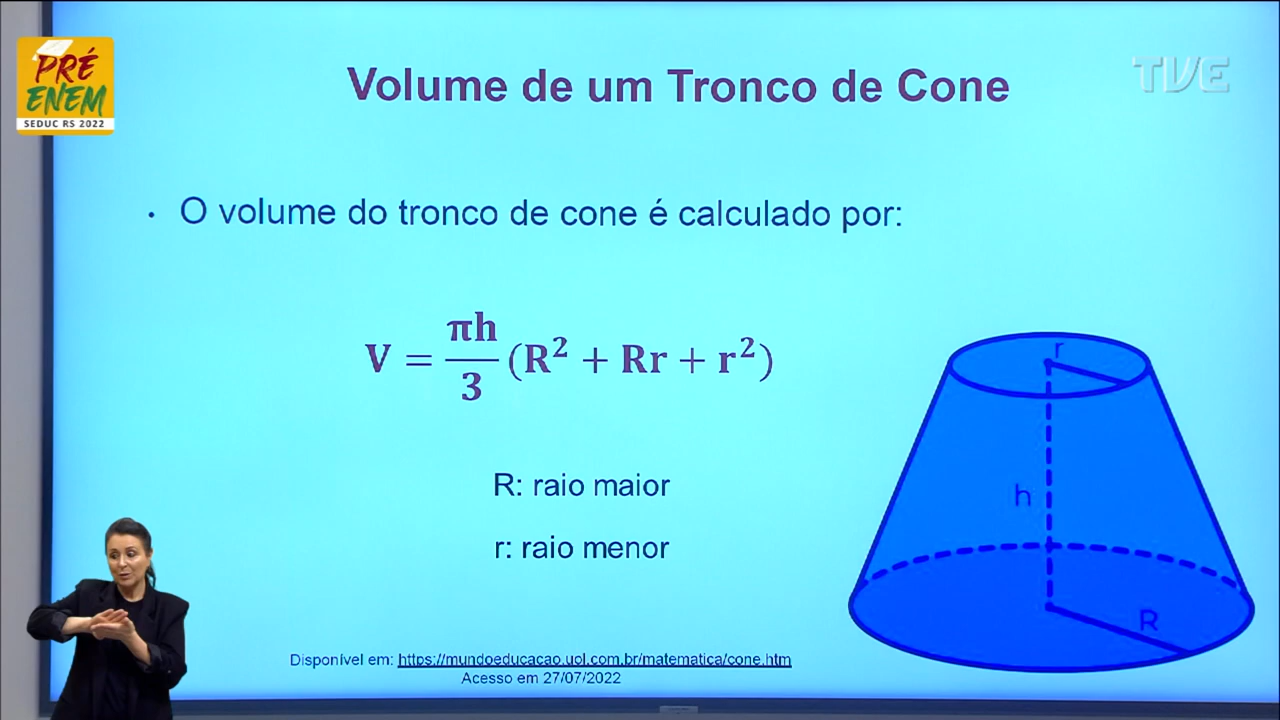 PRÉ
ENEM
SEDUC RS 2022
TVE
Volume de um Tronco de Cone
• O volume do tronco de cone é calculado por:
V = πh/3 (R² + Rr + r²)
r
h
R
R: raio maior
r: raio menor
Disponível em: https://mundoeducacao.uol.com.br/matematica/cone.htm
Acesso em 27/07/2022